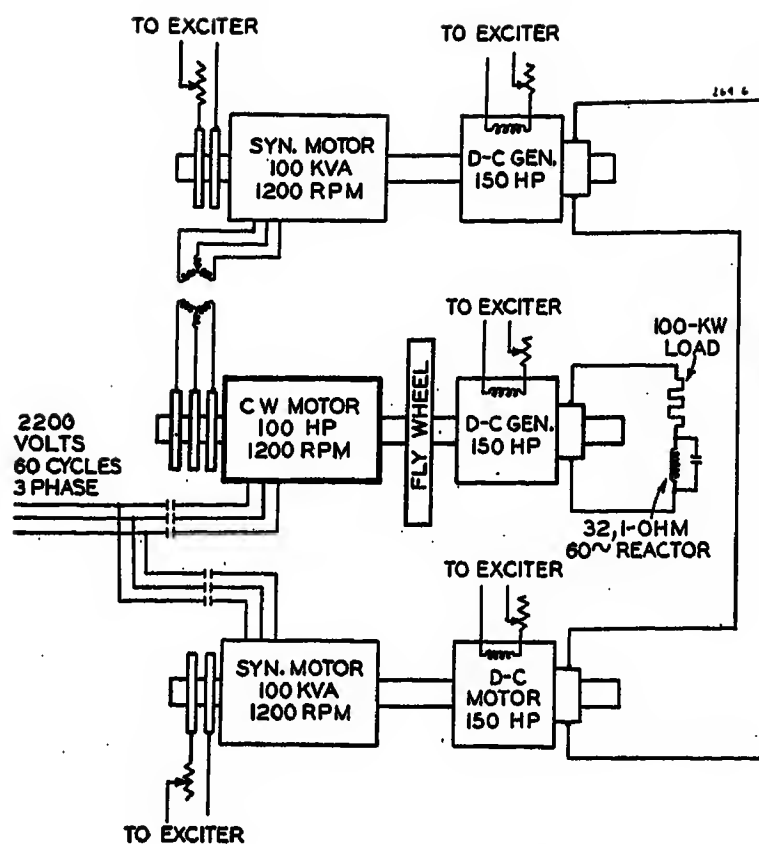 TO EXCITER
TO EXCITER
264 6
SYN. MOTOR
100 KVA
1200 RPM
D-C GEN.
150 HP
TO EXCITER
100-KW
LOAD
C W MOTOR
100 HP
1200 RPM
FLY WHEEL
D-C GEN.
150 HP
2200
VOLTS
60 CYCLES
3 PHASE
32,1-OHM
60~ REACTOR
TO EXCITER
SYN. MOTOR
100 KVA
1200 RPM
D-C
MOTOR
150 HP
TO EXCITER